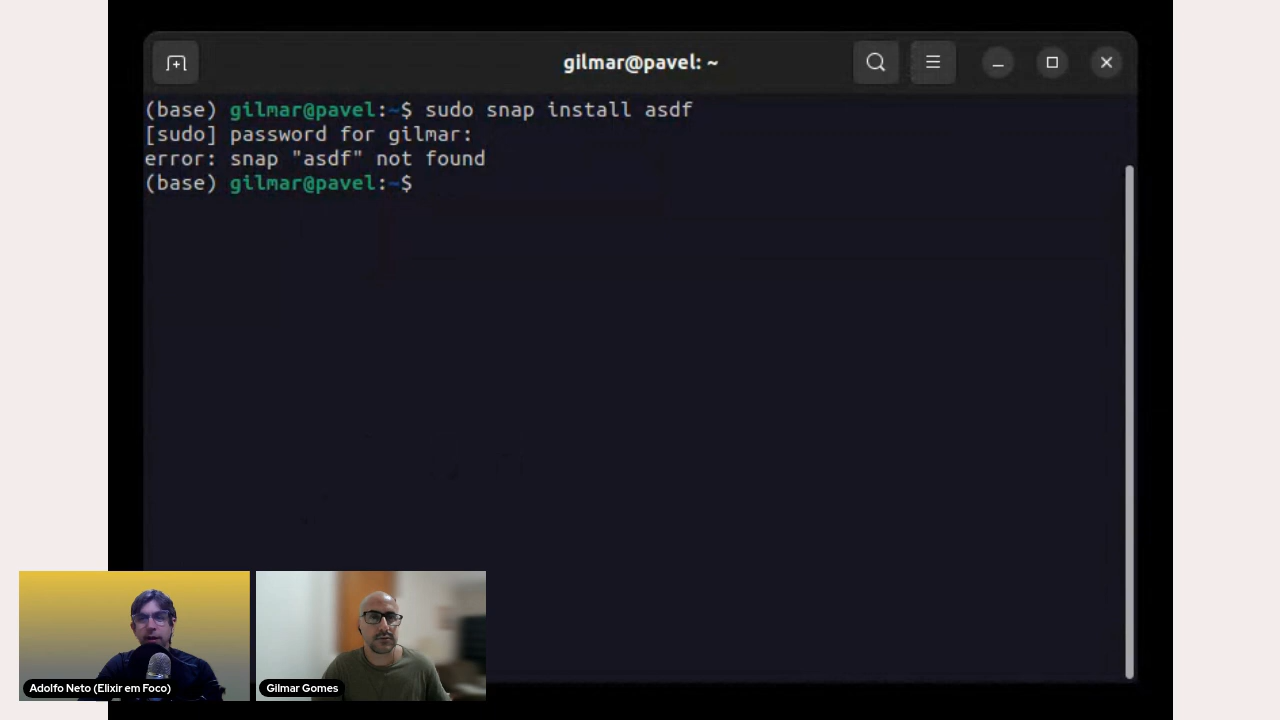 gilmar@pavel: ~
(base) gilmar@pavel:~$ sudo snap install asdf
[sudo] password for gilmar:
error: snap "asdf" not found
(base) gilmar@pavel:~$
Adolfo Neto (Elixir em Foco)
Gilmar Gomes